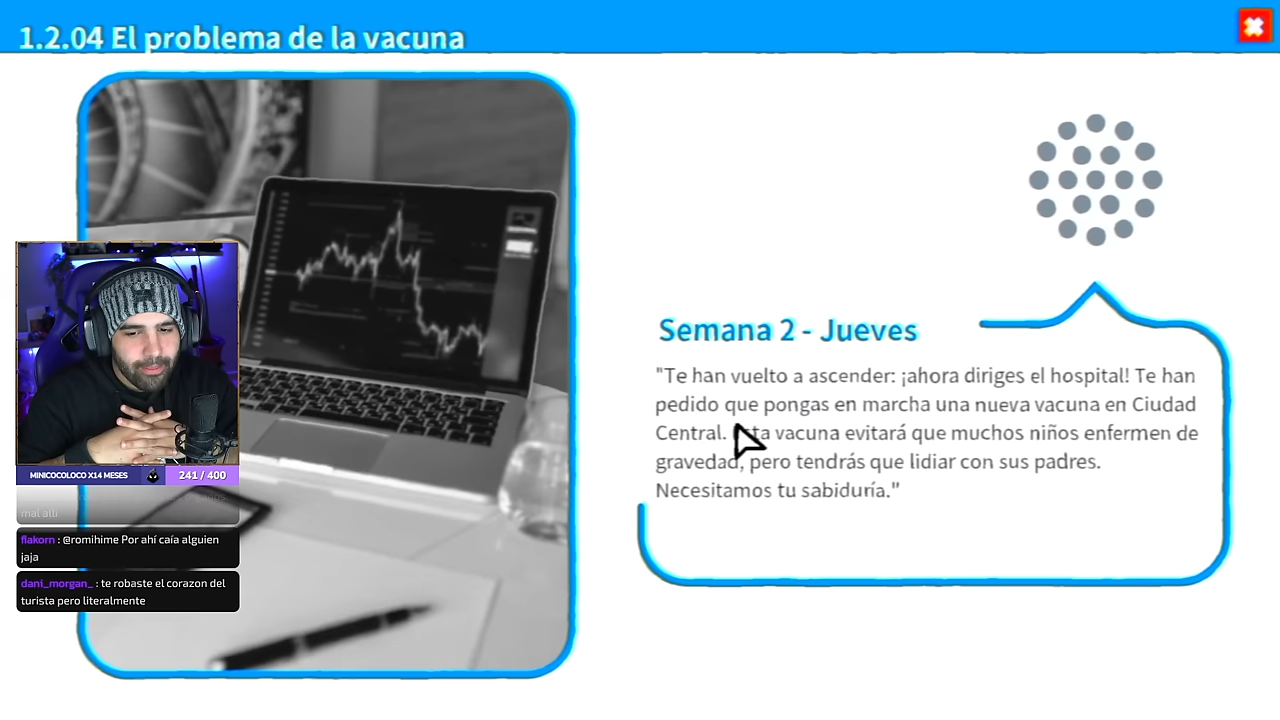 1.2.04 El problema de la vacuna
Semana 2 - Jueves
"Te han vuelto a ascender: ¡ahora diriges el hospital! Te han
pedido que pongas en marcha una nueva vacuna en Ciudad
Central. vacuna evitará que muchos niños enfermen de
gravedad, pero tendrás que lidiar con sus padres.
Necesitamos tu sabiduría."
MINICOCOLOCO X14 MESES
241 / 400
mal alli
flakorn : @romihime Por ahí caía alguien
jaja
dani_morgan_ : te robaste el corazon del
turista pero literalmente